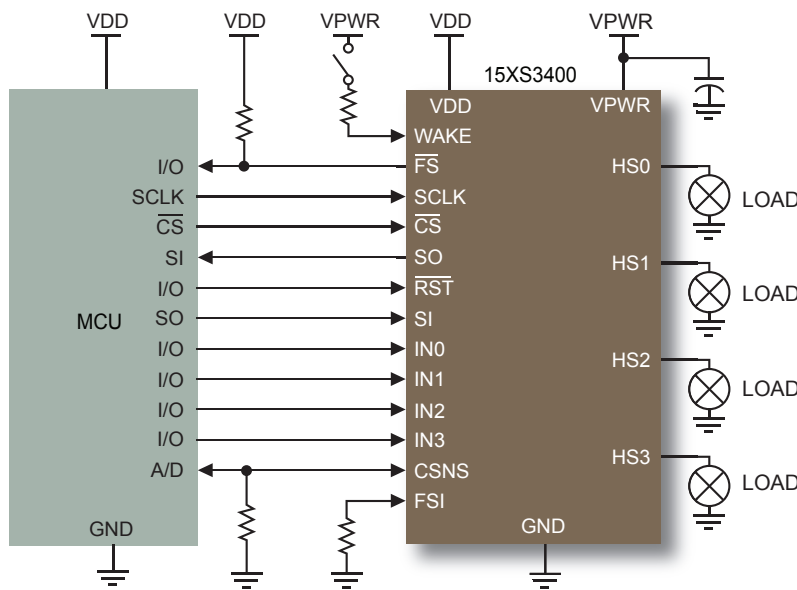 VDD VDD VPWR VDD VPWR
15XS3400
VDD VPWR
WAKE
I/O FS HS0
SCLK SCLK LOAD
CS CS
SI SO HS1
I/O RST LOAD
MCU SO SI
I/O IN0 HS2
I/O IN1 LOAD
I/O IN2
I/O IN3 HS3
A/D CSNS LOAD
FSI
GND GND